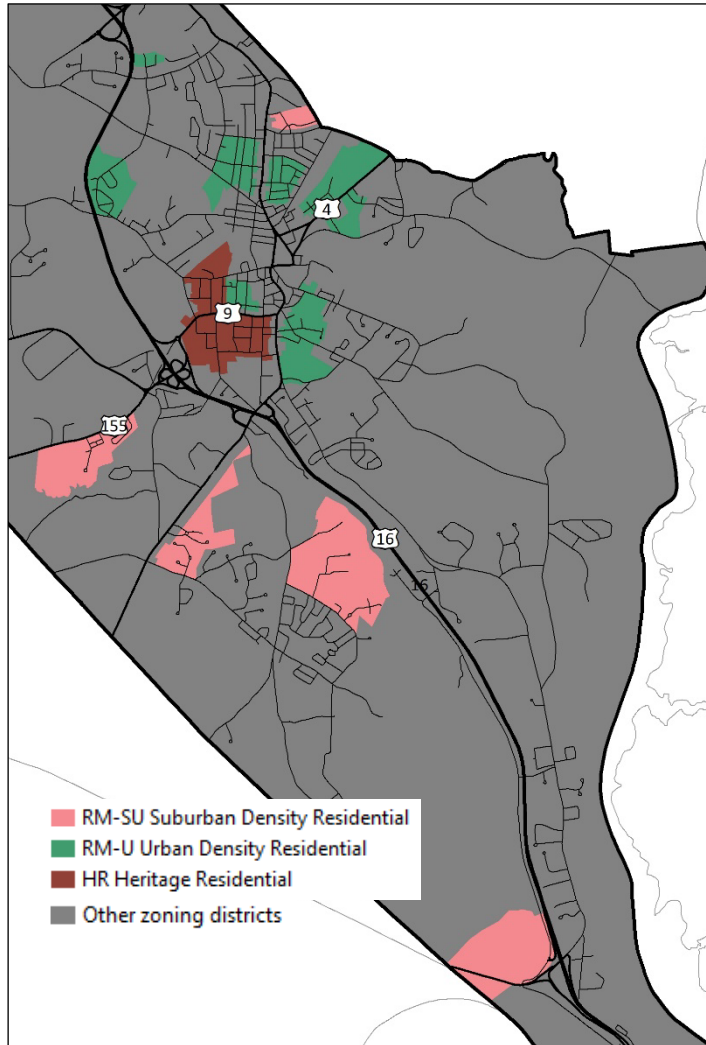 4
9
155
16
16
RM-SU Suburban Density Residential
RM-U Urban Density Residential
HR Heritage Residential
Other zoning districts